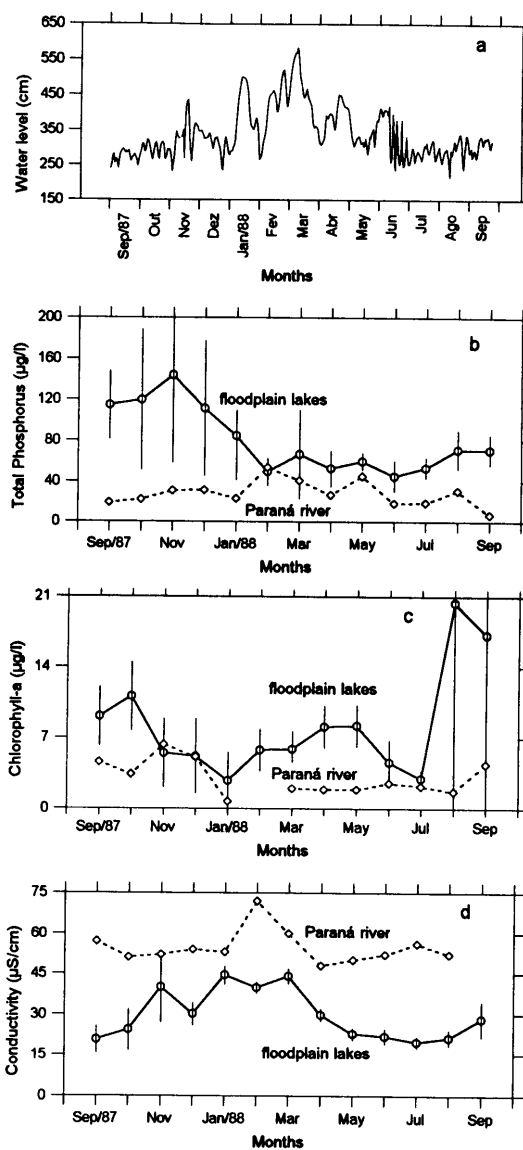 a
Water level (cm)
650
550
450
350
250
150
Sep/87
Out
Nov
Dez
Jan/88
Fev
Mar
Abr
May
Jun
Jul
Ago
Sep
Months
b
Total Phosphorus (µg/l)
200
160
120
80
40
0
floodplain lakes
Paraná river
Sep/87
Nov
Jan/88
Mar
May
Jul
Sep
Months
c
Chlorophyll-a (µg/l)
21
14
7
0
floodplain lakes
Paraná river
Sep/87
Nov
Jan/88
Mar
May
Jul
Sep
Months
d
Conductivity (µS/cm)
75
60
45
30
15
0
Paraná river
floodplain lakes
Sep/87
Nov
Jan/88
Mar
May
Jul
Sep
Months